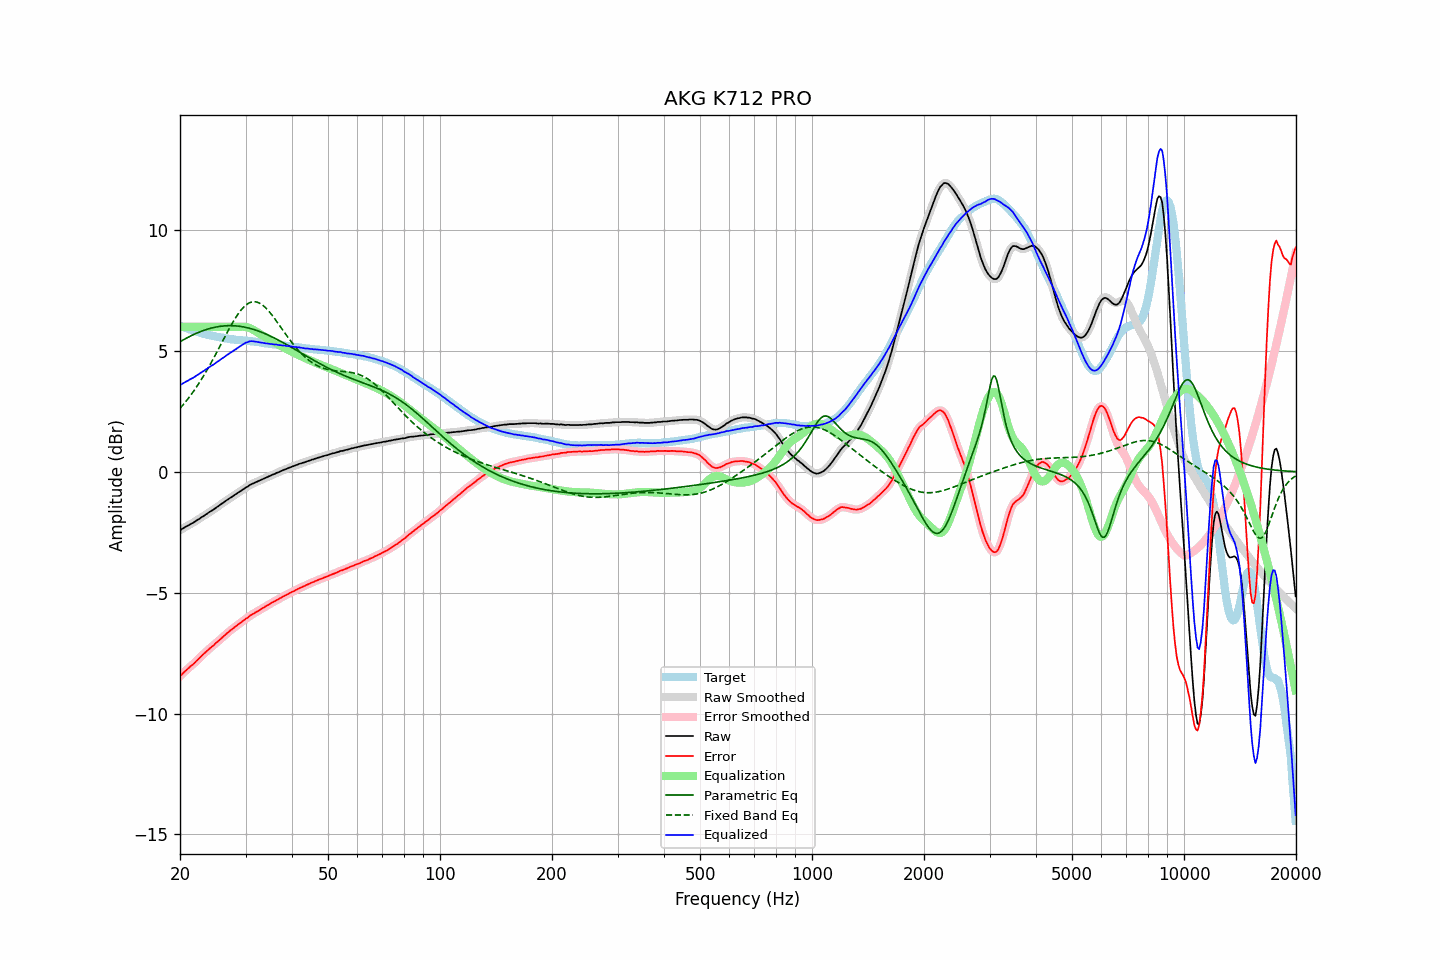 AKG K712 PRO
Amplitude (dBr)
10
5
0
−5
−10
−15
Target
Raw Smoothed
Error Smoothed
Raw
Error
Equalization
Parametric Eq
Fixed Band Eq
Equalized
20
50
100
200
500
1000
2000
5000
10000
20000
Frequency (Hz)